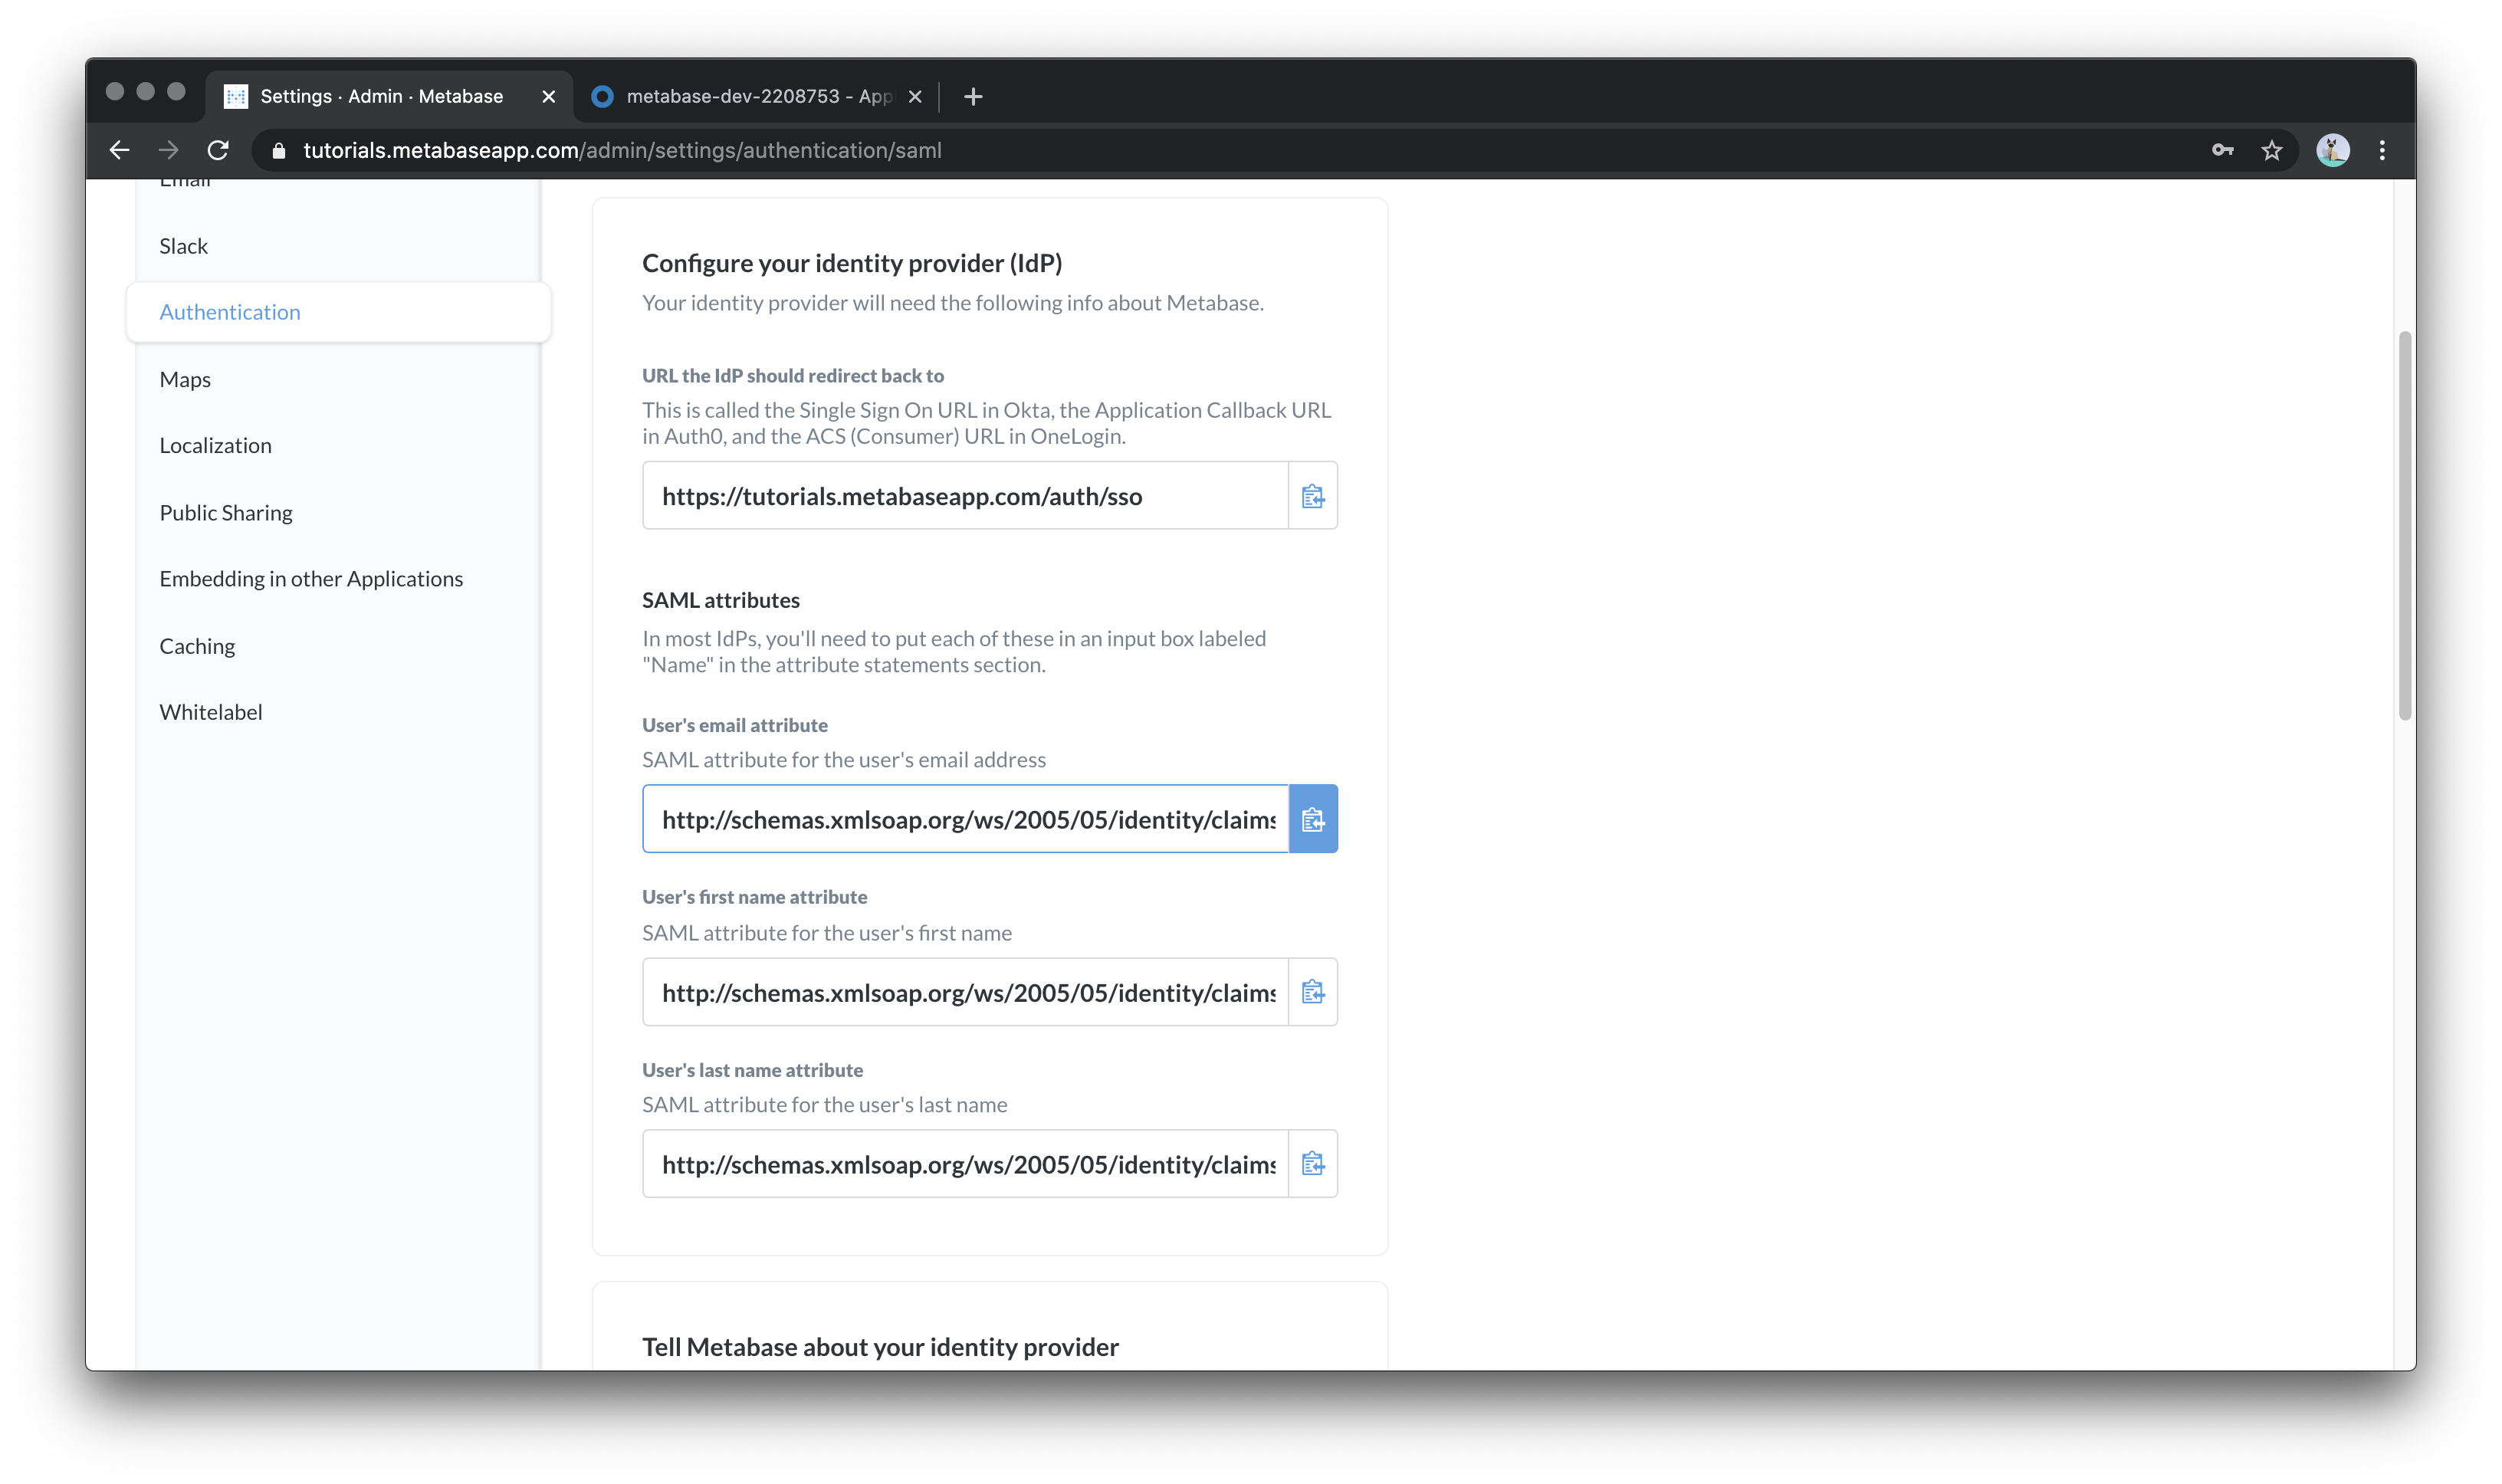 Settings · Admin · Metabase
metabase-dev-2208753 - App
tutorials.metabaseapp.com/admin/settings/authentication/saml
Email
Slack
Authentication
Maps
Localization
Public Sharing
Embedding in other Applications
Caching
Whitelabel
Configure your identity provider (IdP)
Your identity provider will need the following info about Metabase.
URL the IdP should redirect back to
This is called the Single Sign On URL in Okta, the Application Callback URL
in Auth0, and the ACS (Consumer) URL in OneLogin.
https://tutorials.metabaseapp.com/auth/sso
SAML attributes
In most IdPs, you'll need to put each of these in an input box labeled
"Name" in the attribute statements section.
User's email attribute
SAML attribute for the user's email address
http://schemas.xmlsoap.org/ws/2005/05/identity/claims
User's first name attribute
SAML attribute for the user's first name
http://schemas.xmlsoap.org/ws/2005/05/identity/claims
User's last name attribute
SAML attribute for the user's last name
http://schemas.xmlsoap.org/ws/2005/05/identity/claims
Tell Metabase about your identity provider